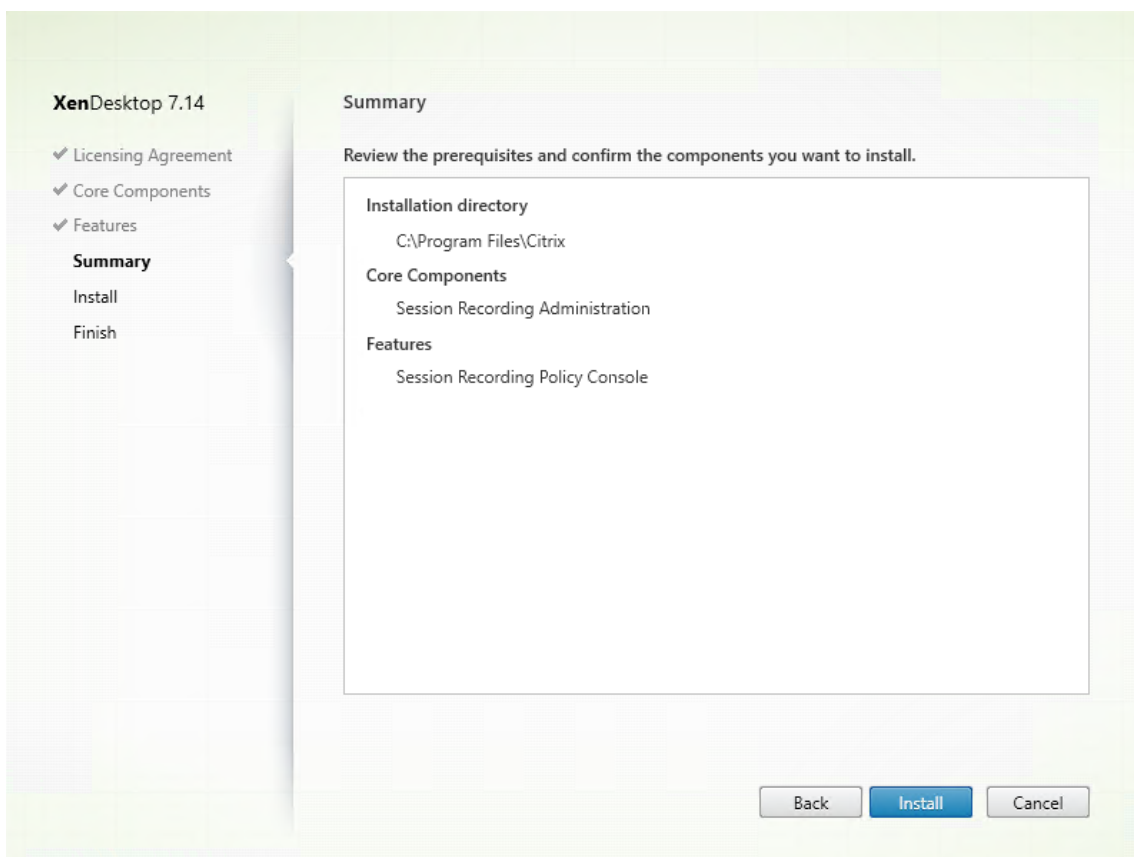 XenDesktop 7.14
Licensing Agreement
Core Components
Features
Summary
Install
Finish
Summary
Review the prerequisites and confirm the components you want to install.
Installation directory
C:\Program Files\Citrix
Core Components
Session Recording Administration
Features
Session Recording Policy Console
Back
Install
Cancel